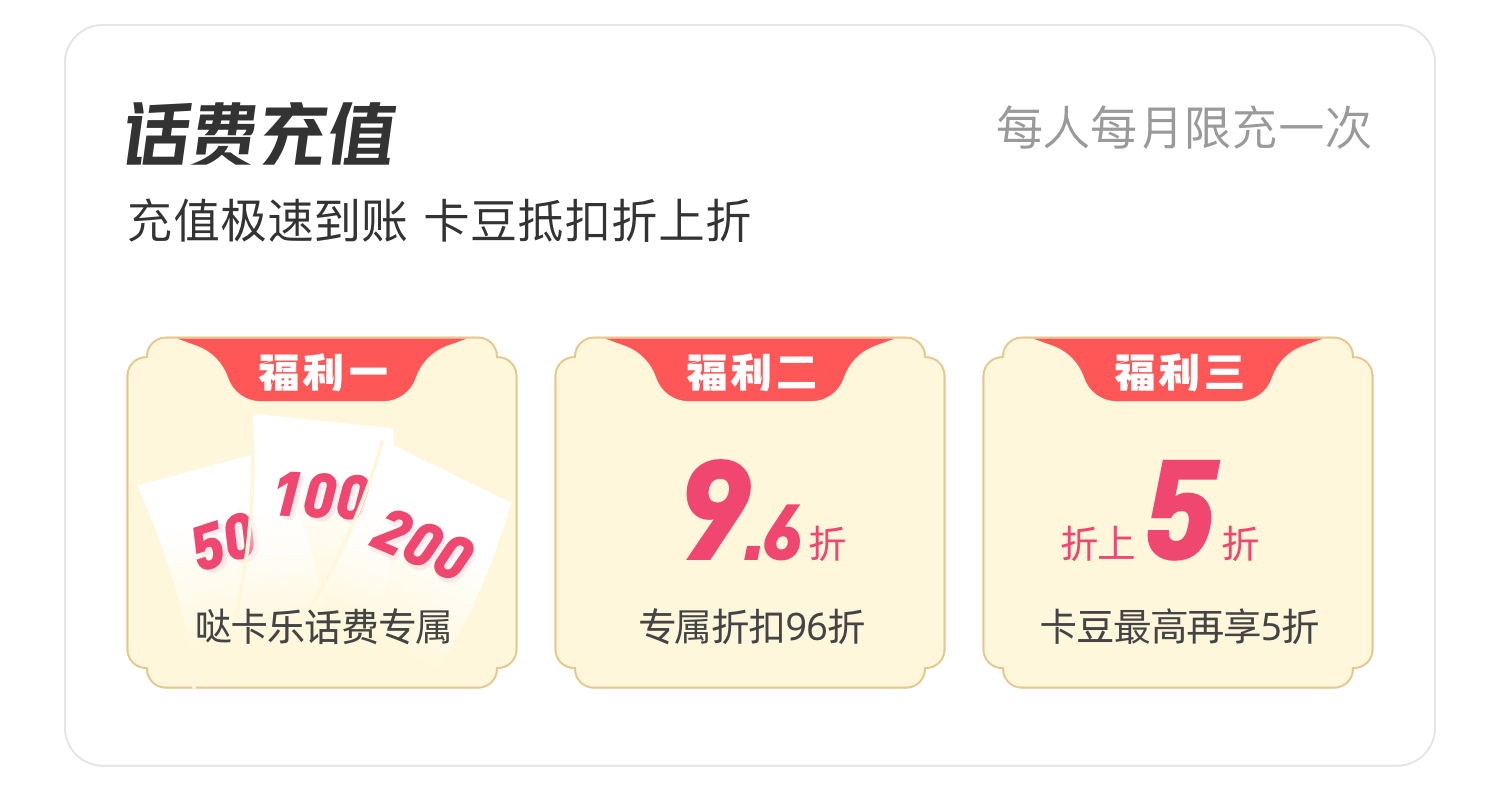 话费充值
每人每月限充一次
充值极速到账 卡豆抵扣折上折
福利一
50
100
200
哒卡乐话费专属
福利二
9.6折
专属折扣96折
福利三
折上5折
卡豆最高再享5折